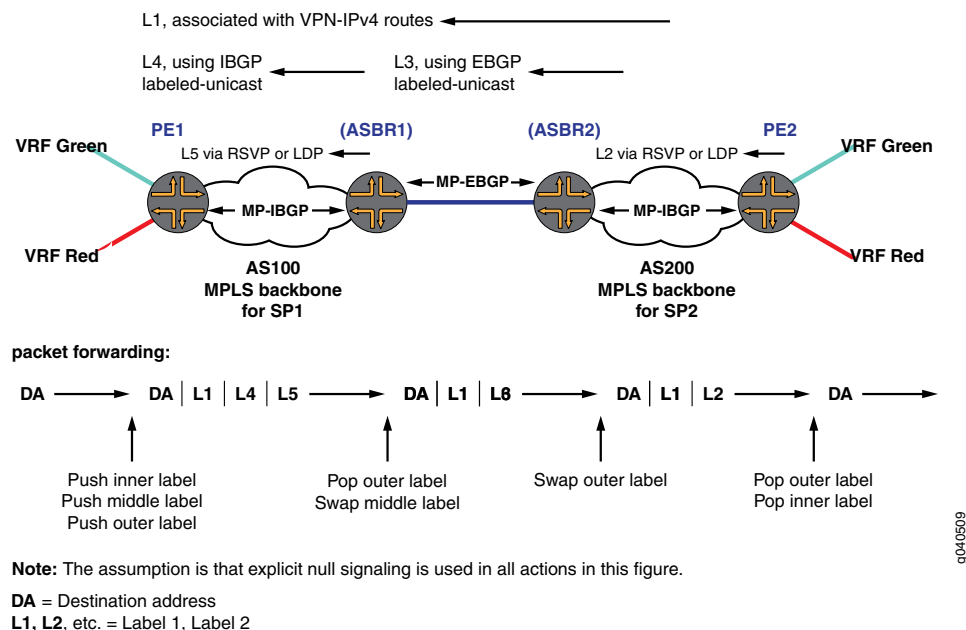 L1, associated with VPN-IPv4 routes
L4, using IBGP
labeled-unicast
L3, using EBGP
labeled-unicast
PE1
(ASBR1)
(ASBR2)
PE2
VRF Green
L5 via RSVP or LDP
L2 via RSVP or LDP
VRF Green
MP-EBGP
MP-IBGP
MP-IBGP
VRF Red
VRF Red
AS100
MPLS backbone
for SP1
AS200
MPLS backbone
for SP2
packet forwarding:
DA
DA | L1 | L4 | L5
DA | L1 |
DA | L1 | L2
DA
Push inner label
Push middle label
Push outer label
Pop outer label
Swap middle label
Swap outer label
Pop outer label
Pop inner label
g040509
Note: The assumption is that explicit null signaling is used in all actions in this figure.
DA = Destination address
L1, L2, etc. = Label 1, Label 2